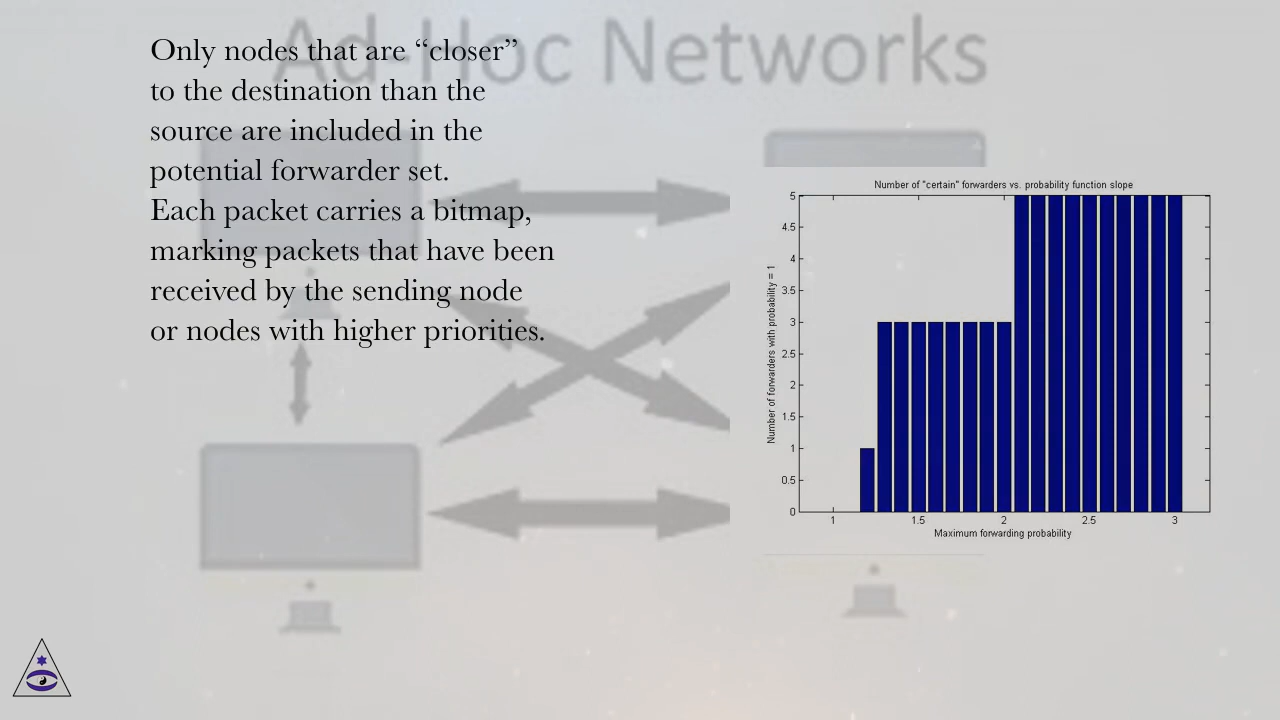 Ad-Hoc Networks
Only nodes that are “closer”
to the destination than the
source are included in the
potential forwarder set.
Each packet carries a bitmap,
marking packets that have been
received by the sending node
or nodes with higher priorities.
Number of "certain" forwarders vs. probability function slope
Number of forwarders with probability = 1
5
4.5
4
3.5
3
2.5
2
1.5
1
0.5
0
1 1.5 2 2.5 3
Maximum forwarding probability